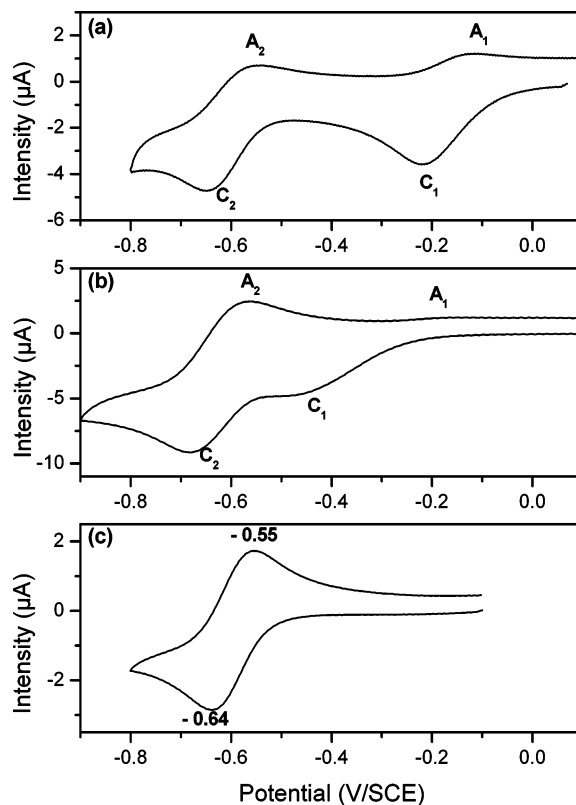 (a)
A2
A1
2
0
-2
-4
-6
Intensity (µA)
C2
C1
-0.8 -0.6 -0.4 -0.2 0.0
(b)
A2
A1
5
0
-5
-10
Intensity (µA)
C1
C2
-0.8 -0.6 -0.4 -0.2 0.0
(c)
- 0.55
2
0
-2
Intensity (µA)
- 0.64
-0.8 -0.6 -0.4 -0.2 0.0
Potential (V/SCE)